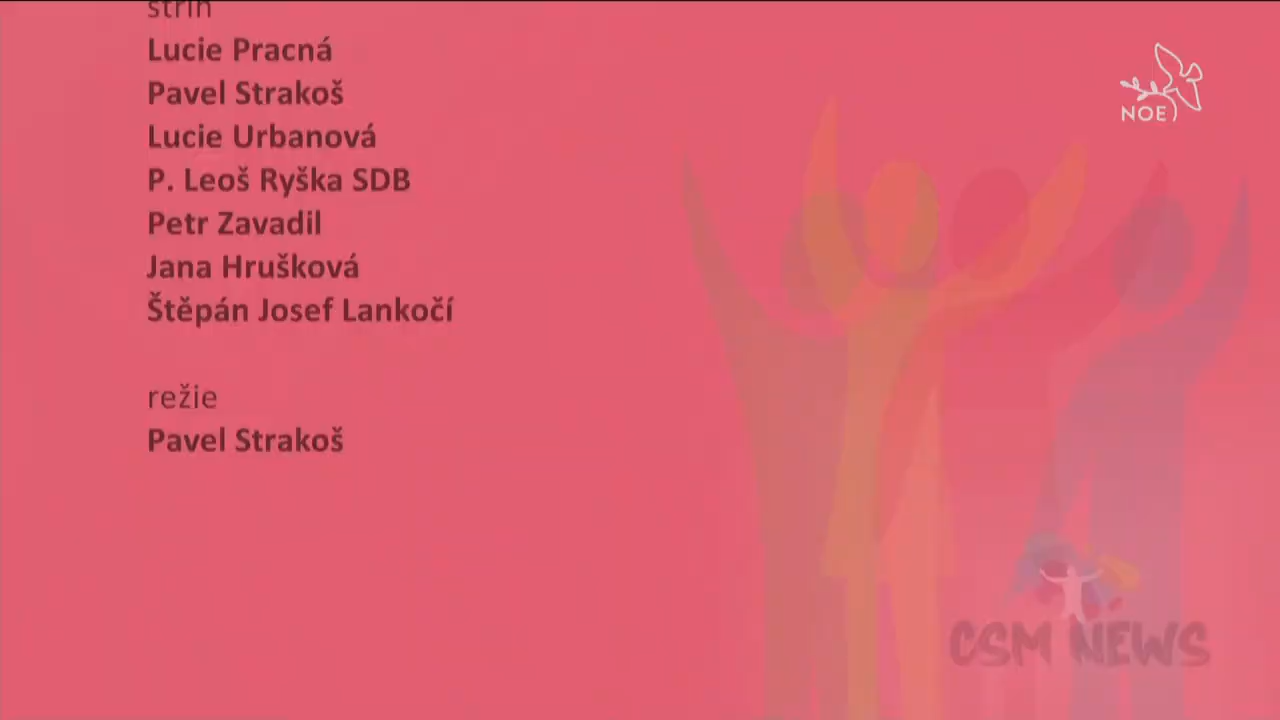 střih
Lucie Pracná
Pavel Strakoš
Lucie Urbanová
P. Leoš Ryška SDB
Petr Zavadil
Jana Hrušková
Štěpán Josef Lankočí
režie
Pavel Strakoš
NOE
CSM NEWS